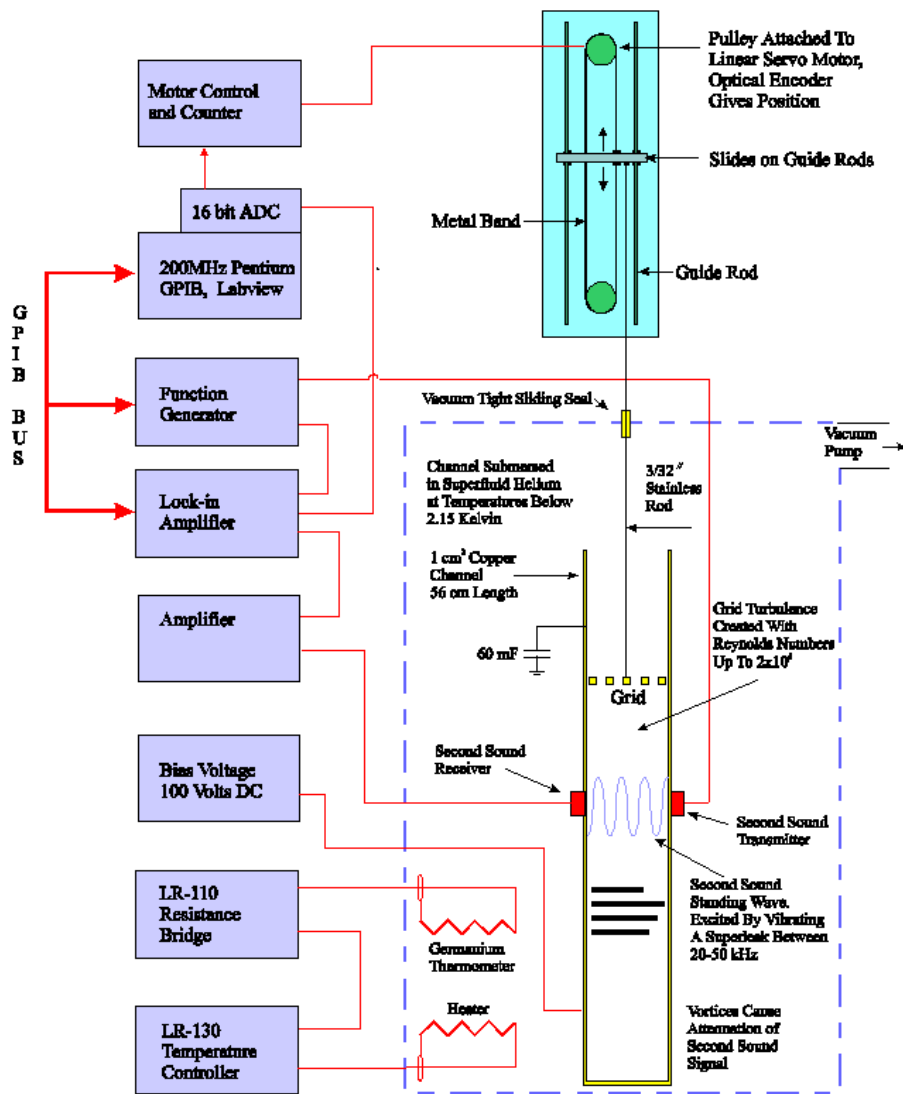 Pulley Attached To
Linear Servo Motor,
Optical Encoder
Gives Position
Motor Control
and Counter
Slides on Guide Rods
16 bit ADC
Metal Band
200MHz Pentium
GPIB, Labview
Guide Rod
GPIB BUS
Function
Generator
Vacuum Tight Sliding Seal
Vacuum
Pump
Channel Submersed
in Superfluid Helium
at Temperatures Below
2.15 Kelvin
3/32"
Stainless
Rod
Lock-in
Amplifier
1 cm² Copper
Channel
56 cm Length
Amplifier
Grid Turbulence
Created With
Reynolds Numbers
Up To
60 mF
Grid
Bias Voltage
100 Volts DC
Second Sound
Receiver
Second Sound
Transmitter
LR-110
Resistance
Bridge
Germanium
Thermometer
Second Sound
Standing Wave.
Excited By Vibrating
A Superleak Between
20-50 kHz
Heater
LR-130
Temperature
Controller
Vortices Cause
Attenuation of
Second Sound
Signal